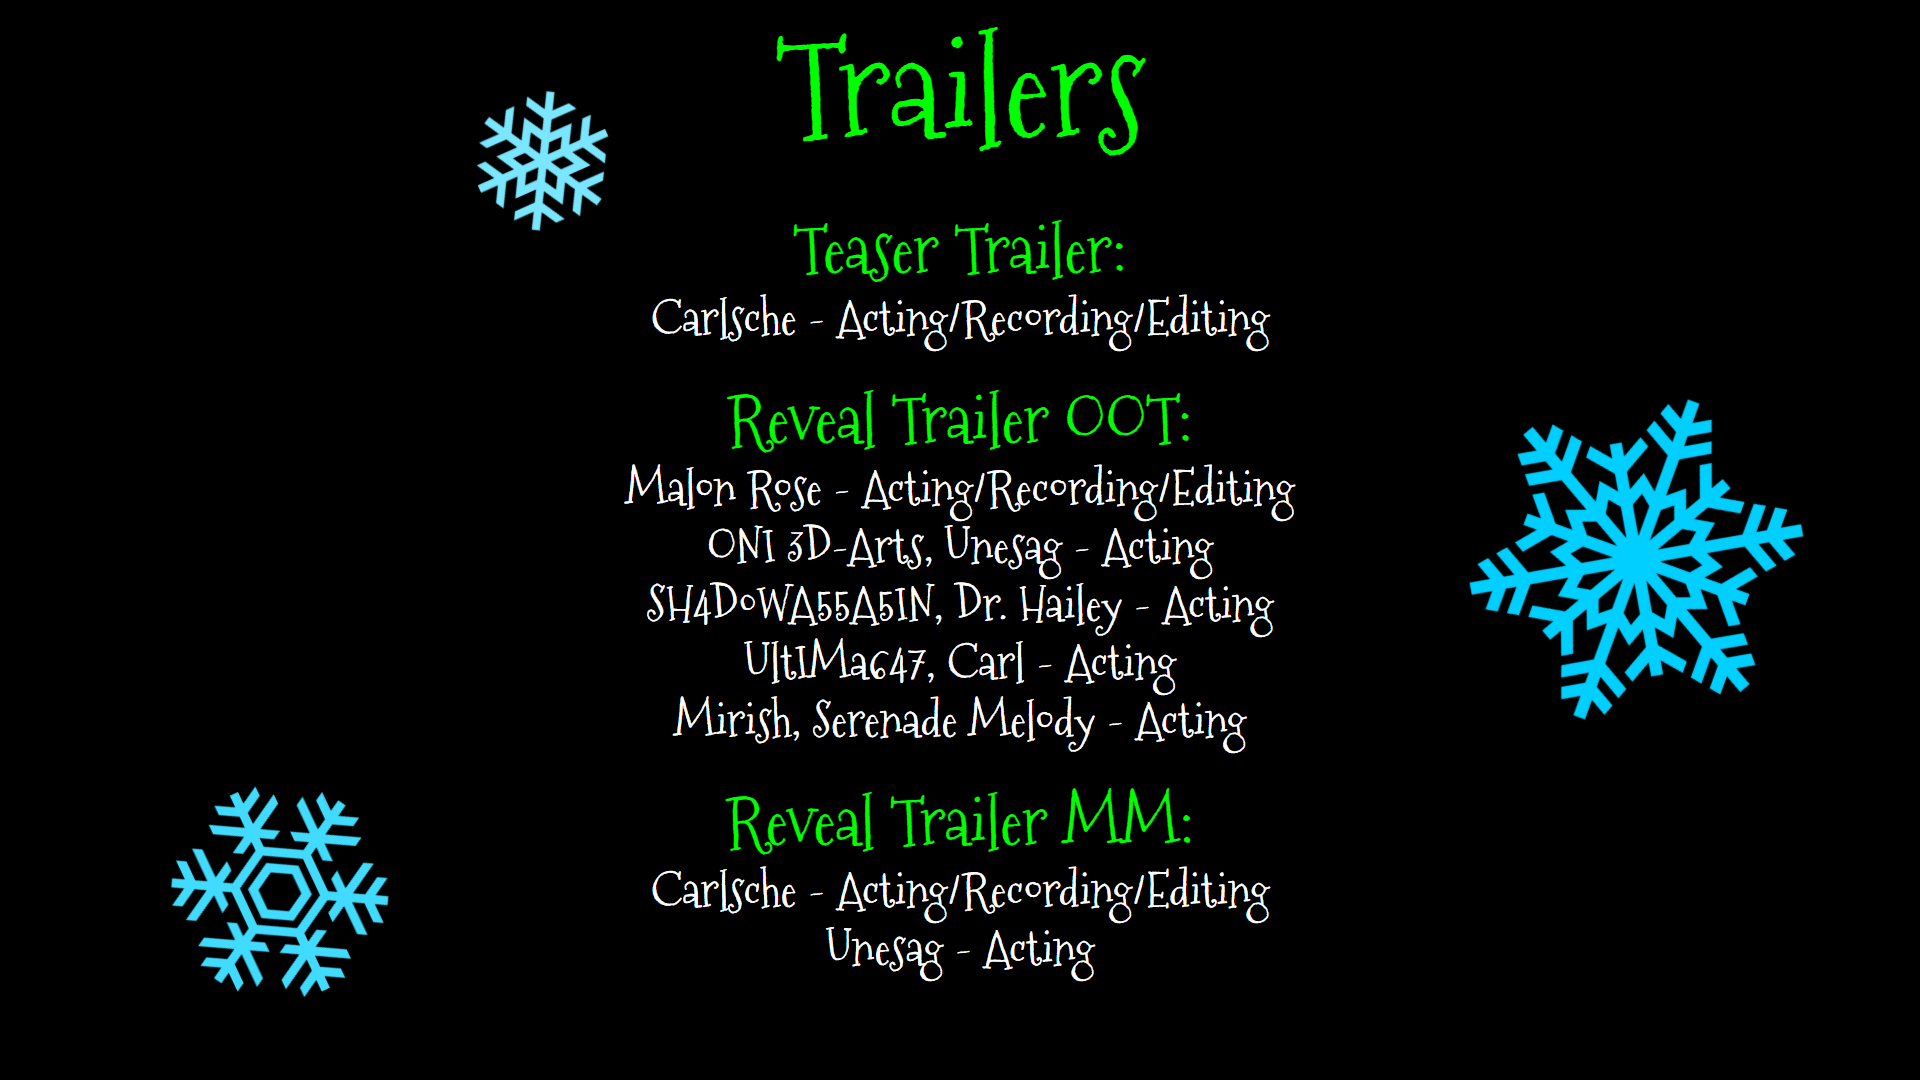 Trailers
Teaser Trailer:
Carlsche - Acting/Recording/Editing
Reveal Trailer OOT:
Malon Rose - Acting/Recording/Editing
ONI 3D-Arts, Unesag - Acting
SH4D0WA55A5IN, Dr. Hailey - Acting
UltIMa647, Carl - Acting
Mirish, Serenade Melody - Acting
Reveal Trailer MM:
Carlsche - Acting/Recording/Editing
Unesag - Acting